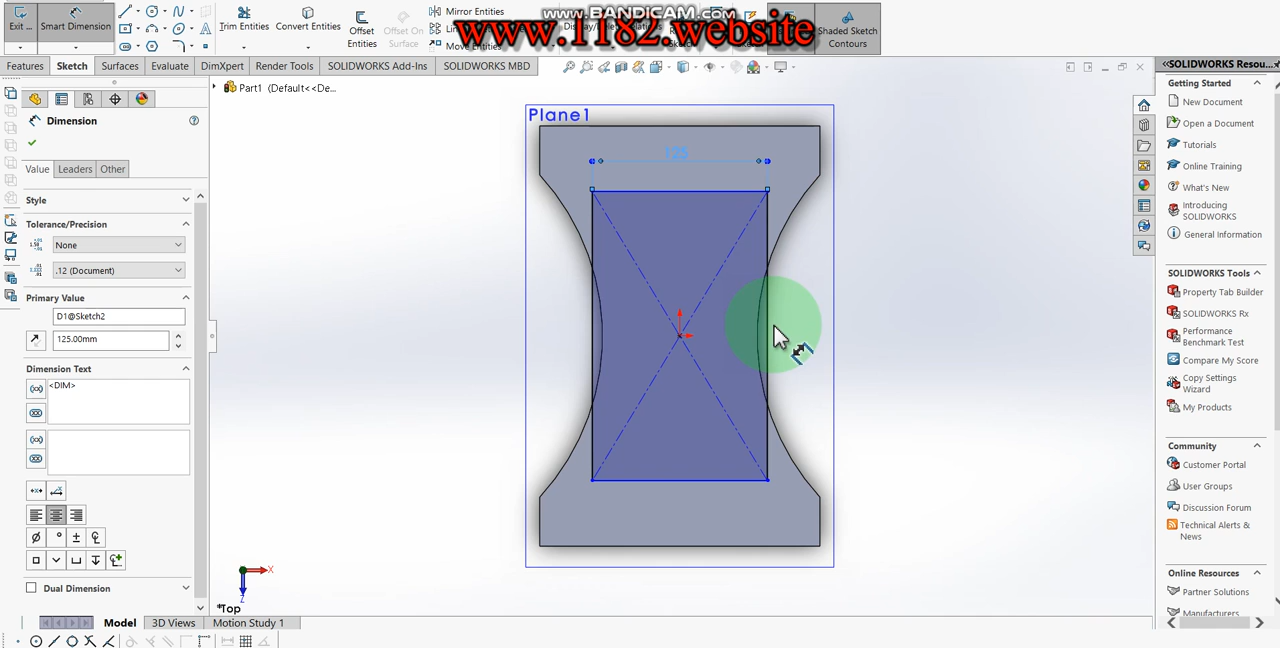 www.BANDICAM.com
www.1182.website
Exit ...
Smart Dimension
Trim Entities
Convert Entities
Offset Entities
Offset On Surface
Mirror Entities
Move Entities
Shaded Sketch Contours
Features
Sketch
Surfaces
Evaluate
DimXpert
Render Tools
SOLIDWORKS Add-Ins
SOLIDWORKS MBD
Part1 (Default<<De...
Dimension
Value
Leaders
Other
Style
Tolerance/Precision
None
.12 (Document)
Primary Value
D1@Sketch2
125.00mm
Dimension Text
<DIM>
Dual Dimension
Plane1
125
X
Z
*Top
Model
3D Views
Motion Study 1
SOLIDWORKS Resou...
Getting Started
New Document
Open a Document
Tutorials
Online Training
What's New
Introducing SOLIDWORKS
General Information
SOLIDWORKS Tools
Property Tab Builder
SOLIDWORKS Rx
Performance Benchmark Test
Compare My Score
Copy Settings Wizard
My Products
Community
Customer Portal
User Groups
Discussion Forum
Technical Alerts & News
Online Resources
Partner Solutions
Manufacturers